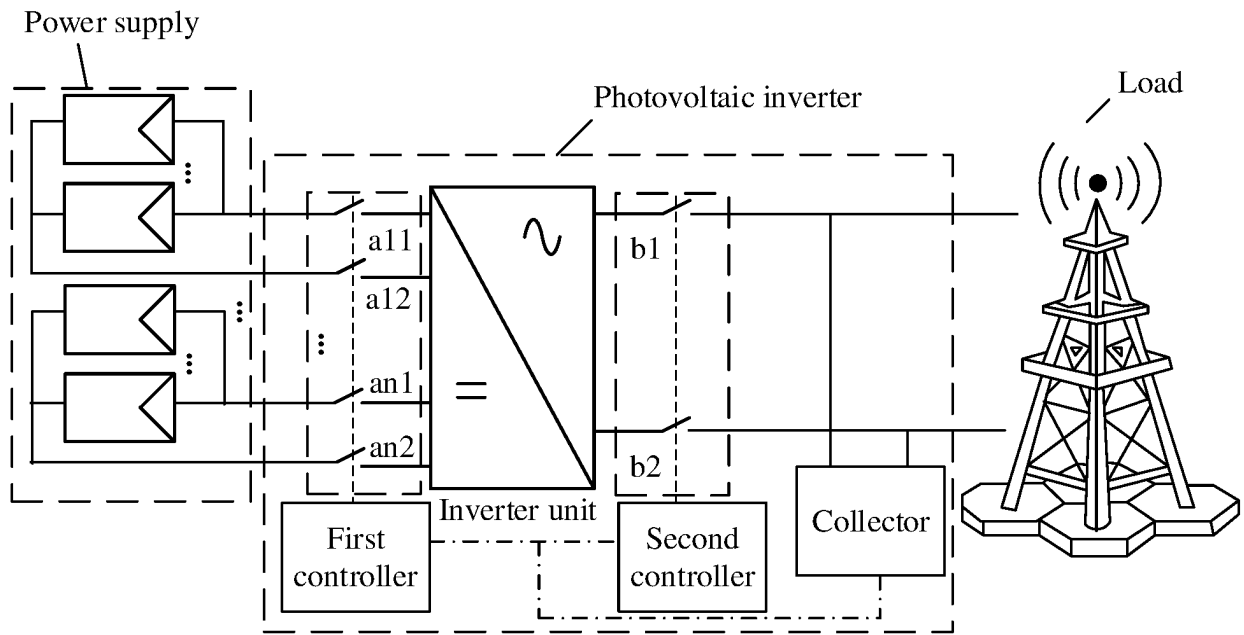 Power supply
Photovoltaic inverter
Load
a11
b1
a12
an1
an2
b2
Inverter unit
First
controller
Second
controller
Collector